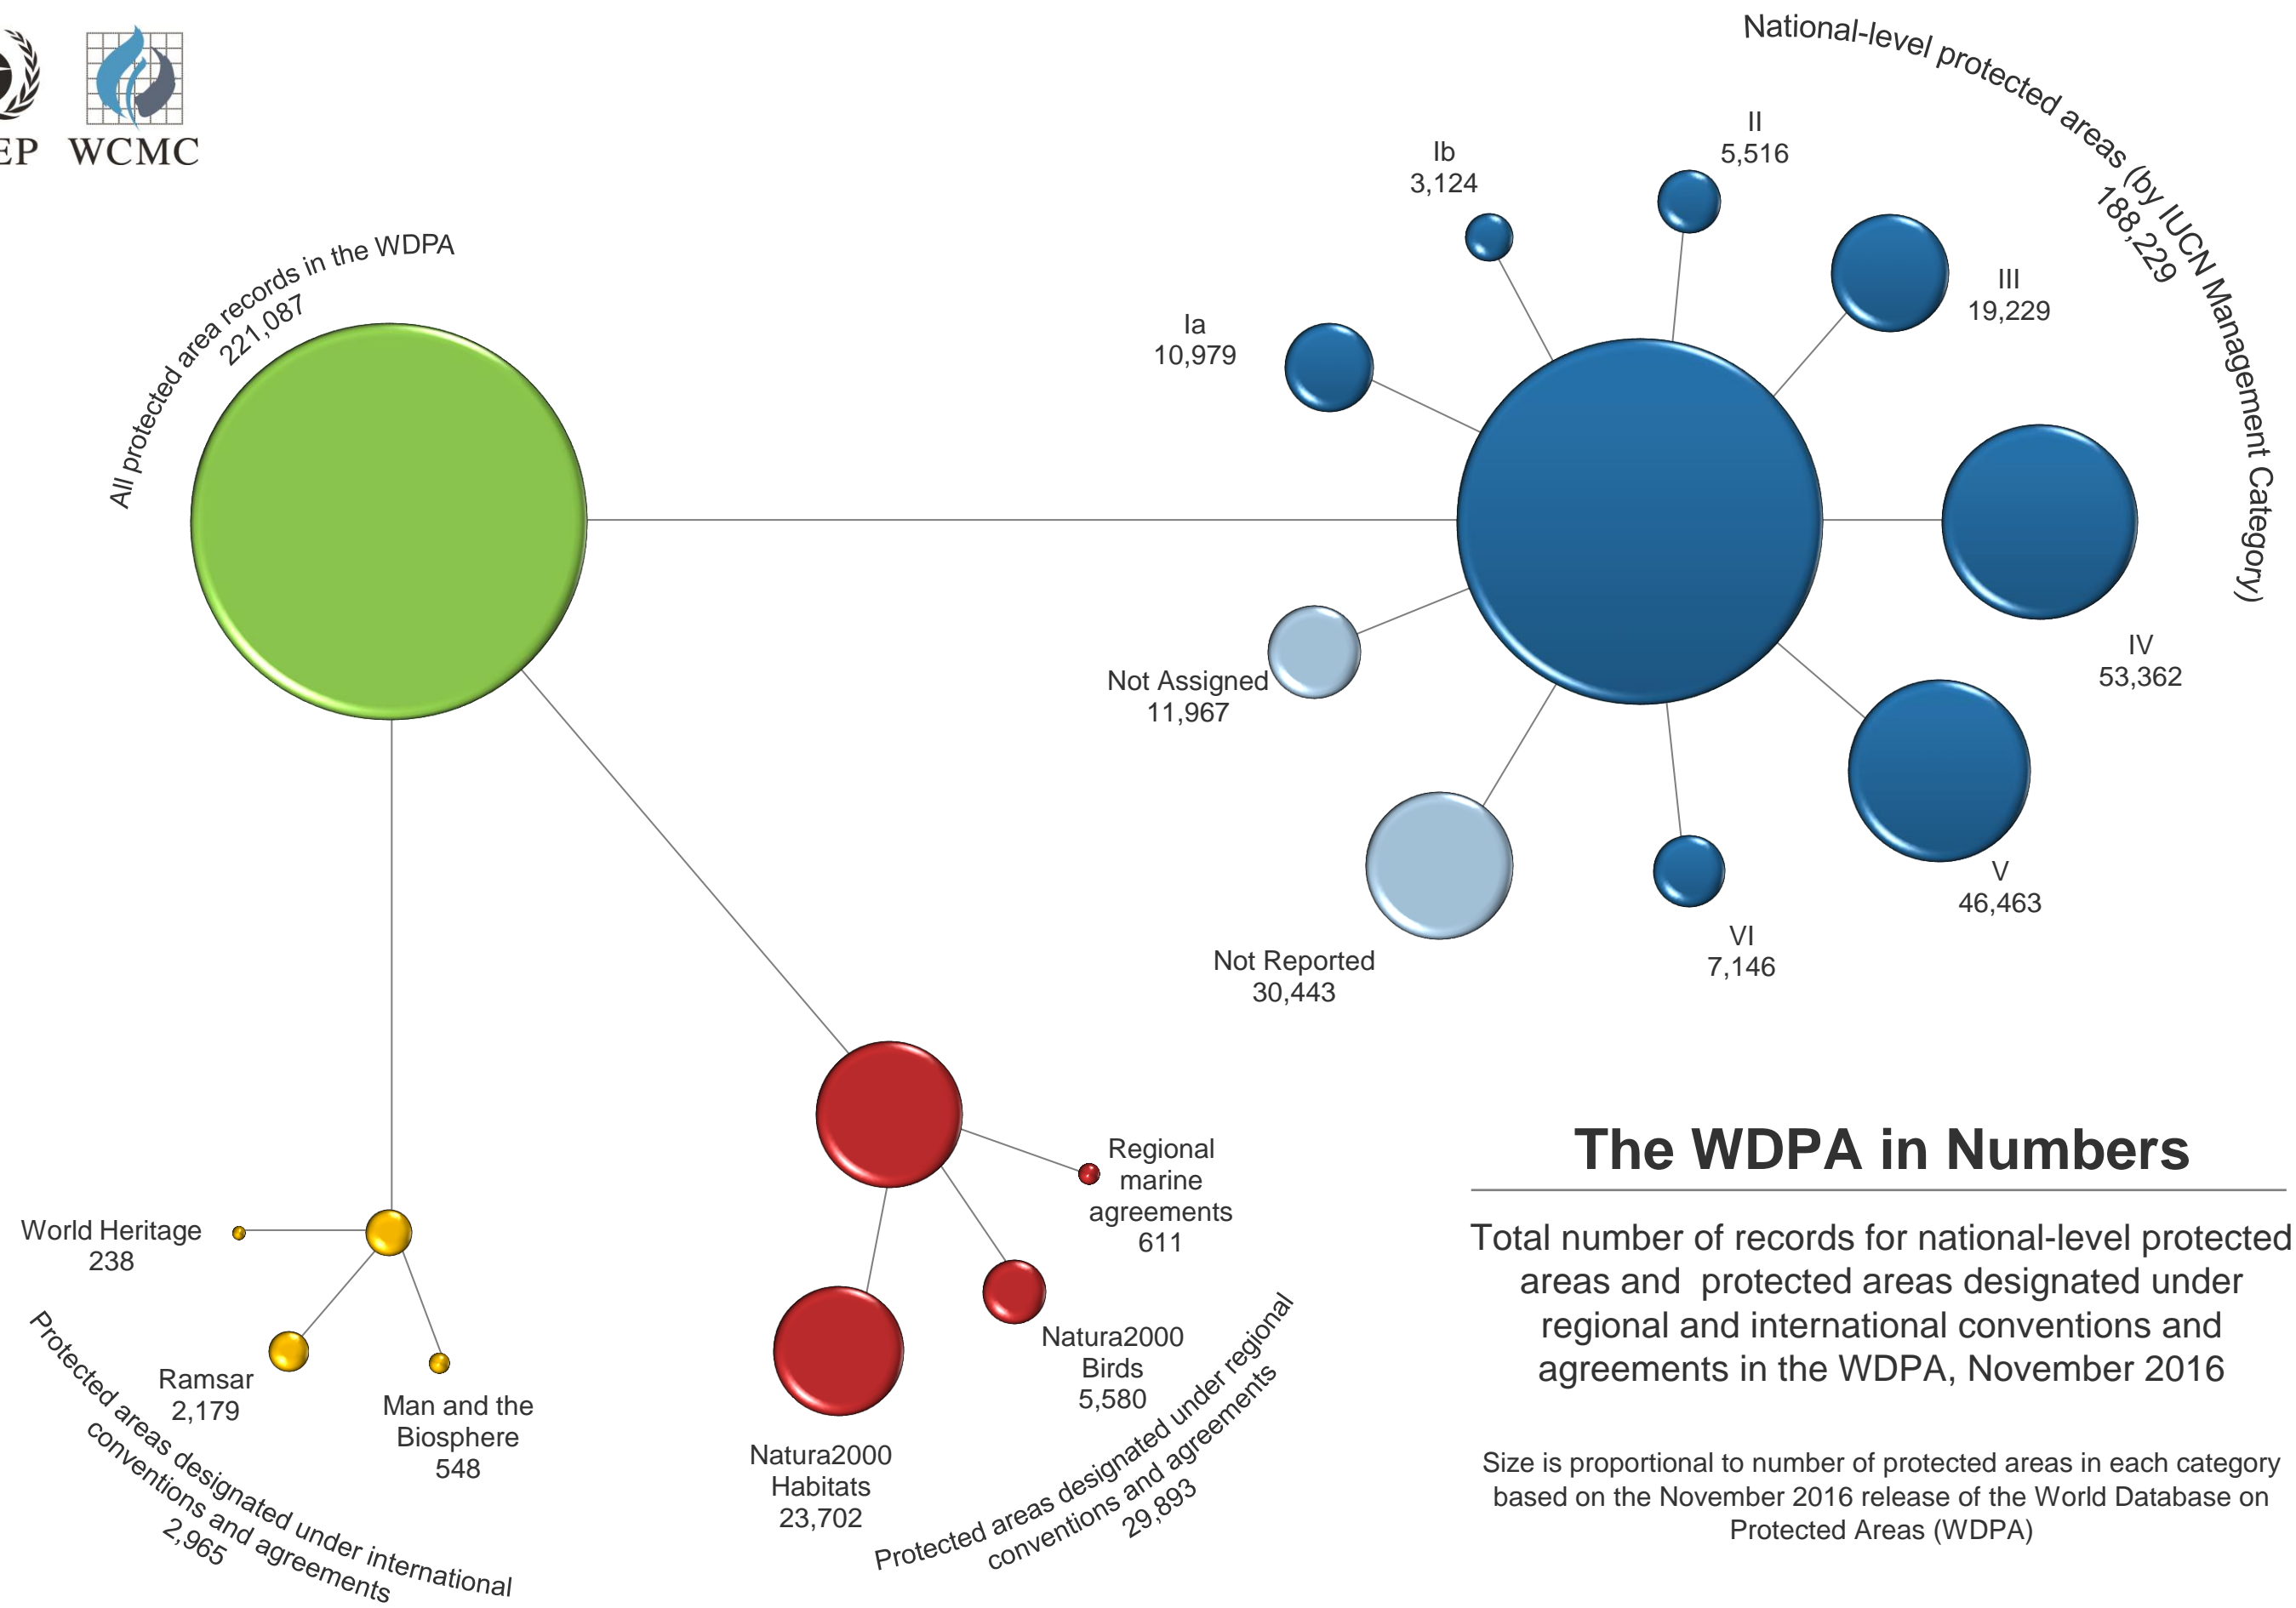 EP
WCMC
National-level protected areas (by IUCN Management Category)
188,229
II
5,516
Ib
3,124
III
19,229
Ia
10,979
All protected area records in the WDPA
221,087
IV
53,362
Not Assigned
11,967
V
46,463
VI
7,146
Not Reported
30,443
The WDPA in Numbers
Total number of records for national-level protected
areas and protected areas designated under
regional and international conventions and
agreements in the WDPA, November 2016
Size is proportional to number of protected areas in each category
based on the November 2016 release of the World Database on
Protected Areas (WDPA)
Regional
marine
agreements
611
Natura2000
Birds
5,580
Natura2000
Habitats
23,702
Protected areas designated under regional
conventions and agreements
29,893
World Heritage
238
Ramsar
2,179
Man and the
Biosphere
548
Protected areas designated under international
conventions and agreements
2,965